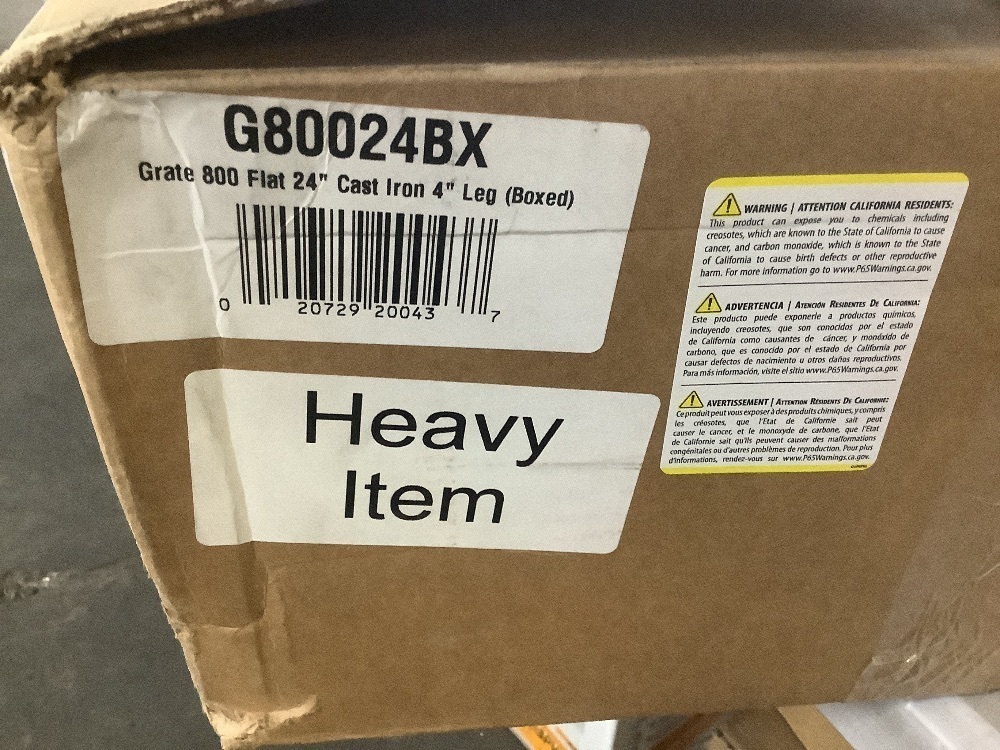 G80024BX
Grate 800 Flat 24" Cast Iron 4" Leg (Boxed)
0 20729 20043 7
Heavy
Item
WARNING | ATTENTION CALIFORNIA RESIDENTS:
This product can expose you to chemicals including
creosotes, which are known to the State of California to cause
cancer, and carbon monoxide, which is known to the State
of California to cause birth defects or other reproductive
harm. For more information go to www.P65Warnings.ca.gov.
ADVERTENCIA | ATENCIÓN RESIDENTES DE CALIFORNIA:
Este producto puede exponerle a productos químicos,
incluyendo creosotes, que son conocidos por el estado
de California como causantes de cáncer, y monóxido de
carbono, que es conocido por el estado de California por
causar defectos de nacimiento u otros daños reproductivos.
Para más información, visite el sitio www.P65Warnings.ca.gov.
AVERTISSEMENT | ATTENTION RESIDENTS DE CALIFORNIE:
Ce produit peut vous exposer à des produits chimiques, y compris
les créosotes, que l'Etat de Californie sait peut
causer le cancer, et le monoxyde de carbone, que l'Etat
de Californie sait qu'ils peuvent causer des malformations
congénitales ou d'autres problèmes de reproduction. Pour plus
d'informations, rendez-vous sur www.P65Warnings.ca.gov.